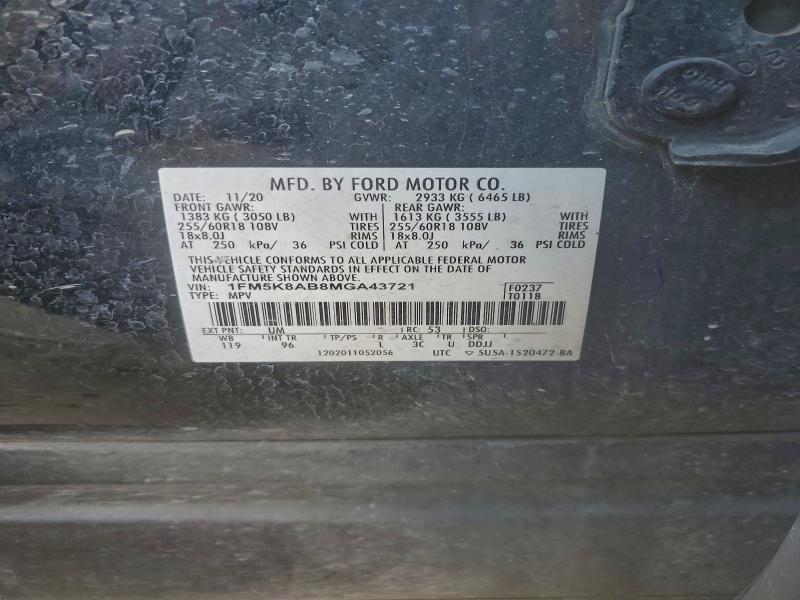 MFD. BY FORD MOTOR CO.
DATE: 11/20 GVWR: 2933 KG ( 6465 LB)
FRONT GAWR: REAR GAWR:
1383 KG ( 3050 LB) WITH 1613 KG ( 3555 LB) WITH
255/60R18 108V TIRES 255/60R18 108V TIRES
18x8.0J RIMS 18x8.0J RIMS
AT 250 kPa/ 36 PSI COLD AT 250 kPa/ 36 PSI COLD
THIS VEHICLE CONFORMS TO ALL APPLICABLE FEDERAL MOTOR
VEHICLE SAFETY STANDARDS IN EFFECT ON THE DATE OF
MANUFACTURE SHOWN ABOVE.
VIN: 1FM5K8AB8MGA43721 F0237
TYPE: MPV T0118
EXT PNT: UM RC: 53 DSO:
WB INT TR TP/PS R AXLE TR SPR
119 96 L 3C U DDJJ
1202011052056 UTC 5U5A-1520472-BA